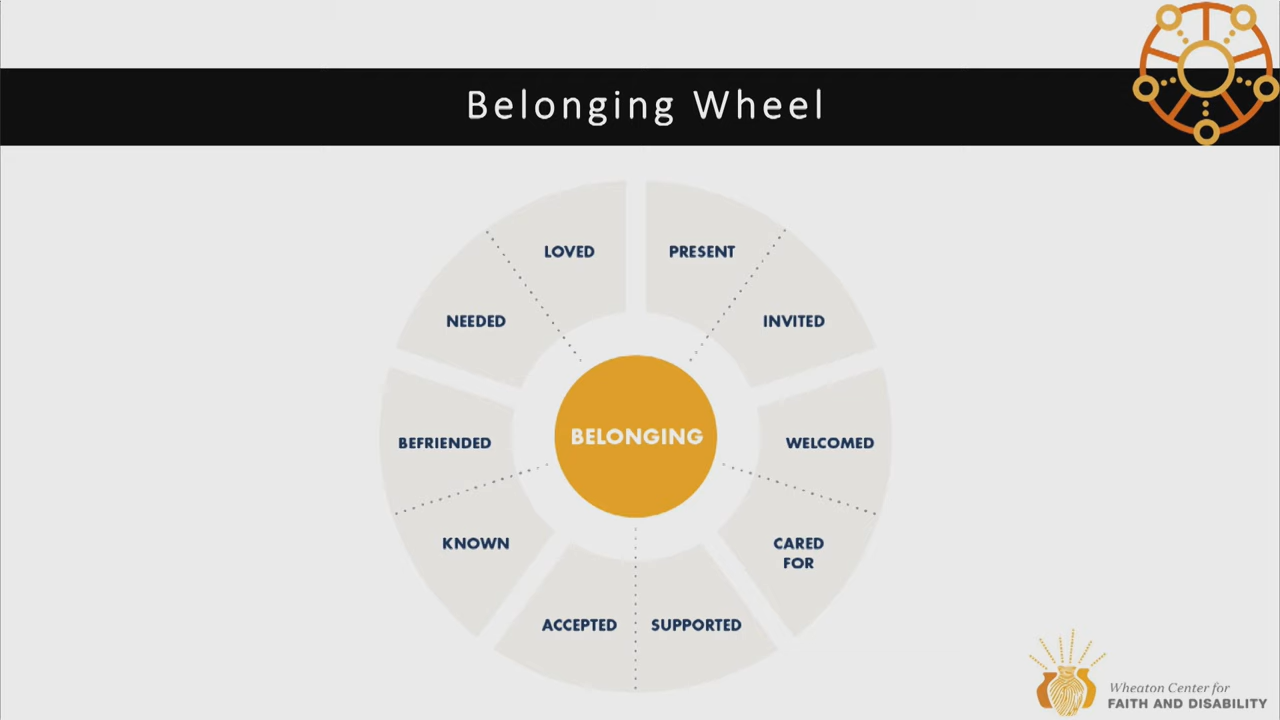 Belonging Wheel
LOVED
PRESENT
NEEDED
INVITED
BELONGING
BEFRIENDED
WELCOMED
KNOWN
CARED
FOR
ACCEPTED
SUPPORTED
Wheaton Center for
FAITH AND DISABILITY